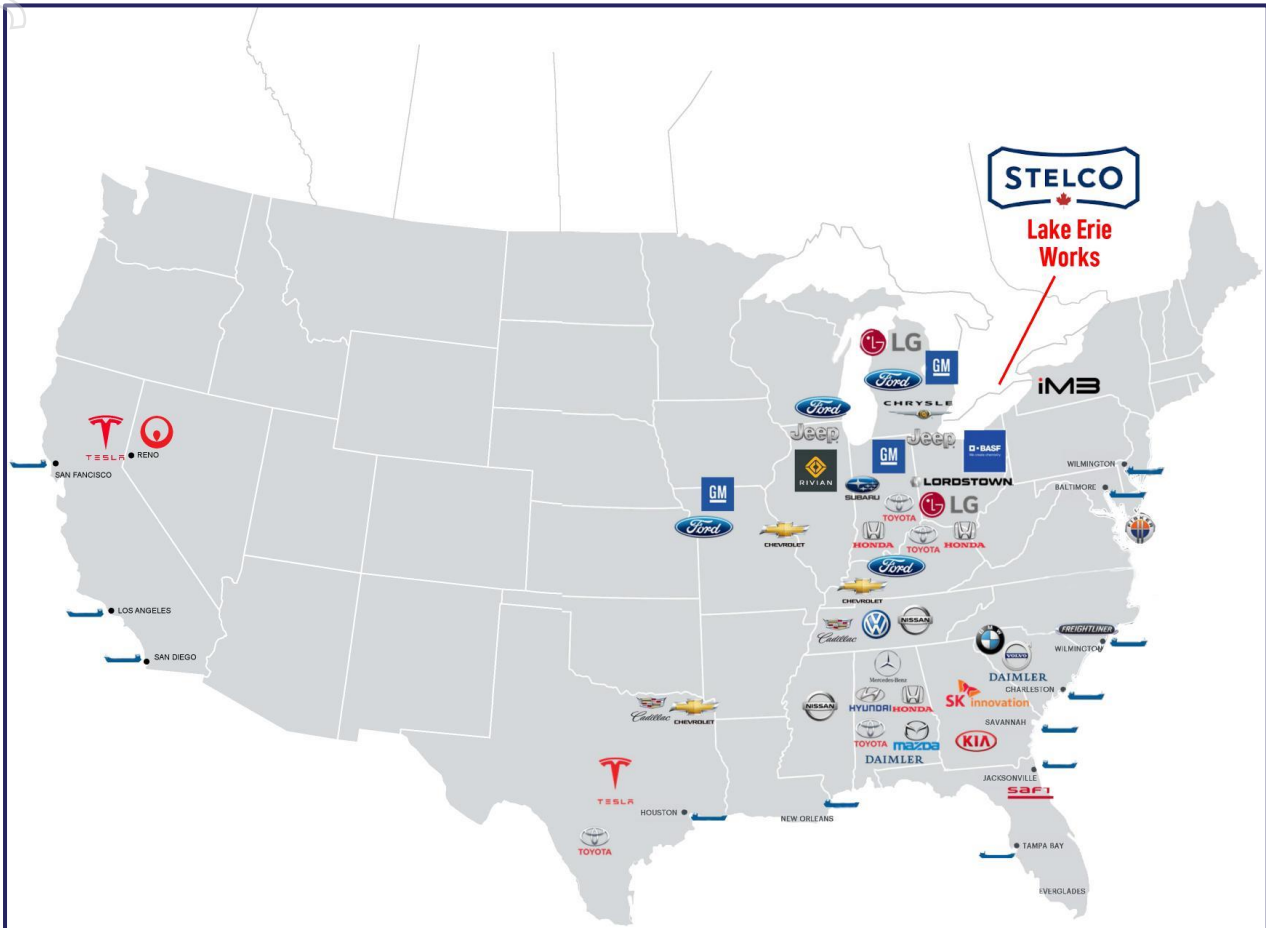 STELCO
Lake Erie
Works
LG
GM
Ford
CHRYSLE
iM3
Ford
Jeep
Jeep
GM
BASF
TESLA
RENO
SAN FANCISCO
RIVIAN
SUBARU
LORDSTOWN
WILMINGTON
BALTIMORE
GM
TOYOTA
LG
Ford
CHEVROLET
HONDA
TOYOTA
HONDA
Ford
CHEVROLET
LOS ANGELES
SAN DIEGO
Cadillac
NISSAN
BMW
VOLVO
FREIGHTLINER
WILMINGTON
Mercedes-Benz
DAIMLER
CHARLESTON
Cadillac
CHEVROLET
NISSAN
HYUNDAI
HONDA
SK innovation
SAVANNAH
TOYOTA
mazda
KIA
DAIMLER
JACKSONVILLE
TESLA
SAFT
HOUSTON
NEW ORLEANS
TOYOTA
TAMPA BAY
EVERGLADES